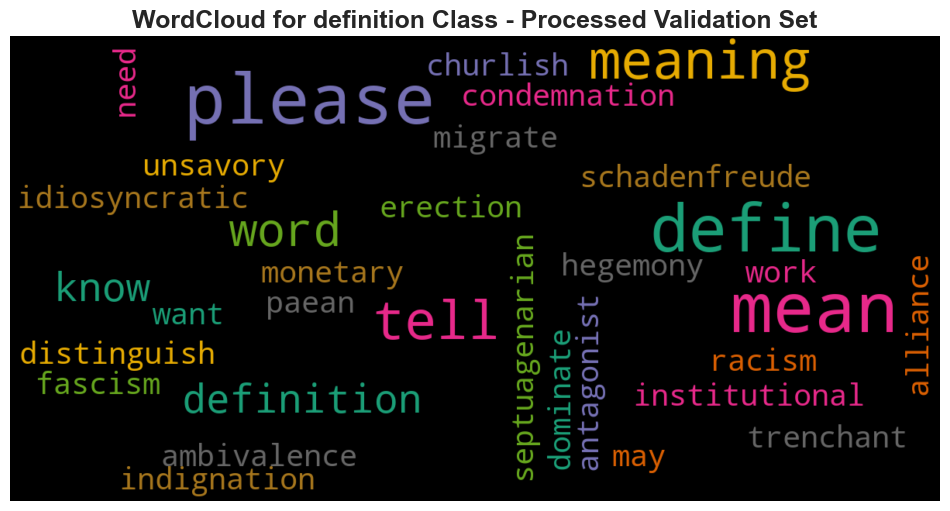 WordCloud for definition Class - Processed Validation Set
need
please
churlish
meaning
condemnation
migrate
unsavory
schadenfreude
idiosyncratic
erection
word
define
monetary
hegemony
work
know
paean
want
tell
mean
septuagenarian
dominate
antagonist
alliance
distinguish
racism
fascism
definition
institutional
trenchant
ambivalence
may
indignation